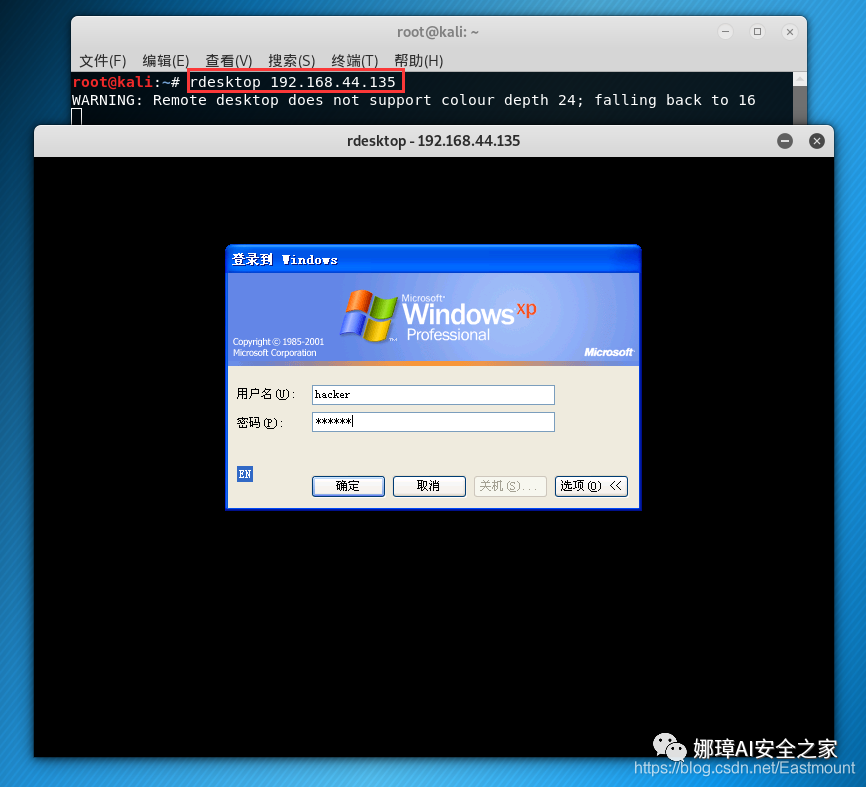 root@kali: ~
文件(F) 编辑(E) 查看(V) 搜索(S) 终端(T) 帮助(H)
root@kali:~# rdesktop 192.168.44.135
WARNING: Remote desktop does not support colour depth 24; falling back to 16
rdesktop - 192.168.44.135
登录到 Windows
Microsoft®
Windows xp
Professional
Copyright © 1985-2001
Microsoft Corporation
Microsoft®
用户名(U): hacker
密码(P): ******
EN
确定 取消 关机(S)... 选项(O) <<
娜璋AI安全之家
https://blog.csdn.net/Eastmount